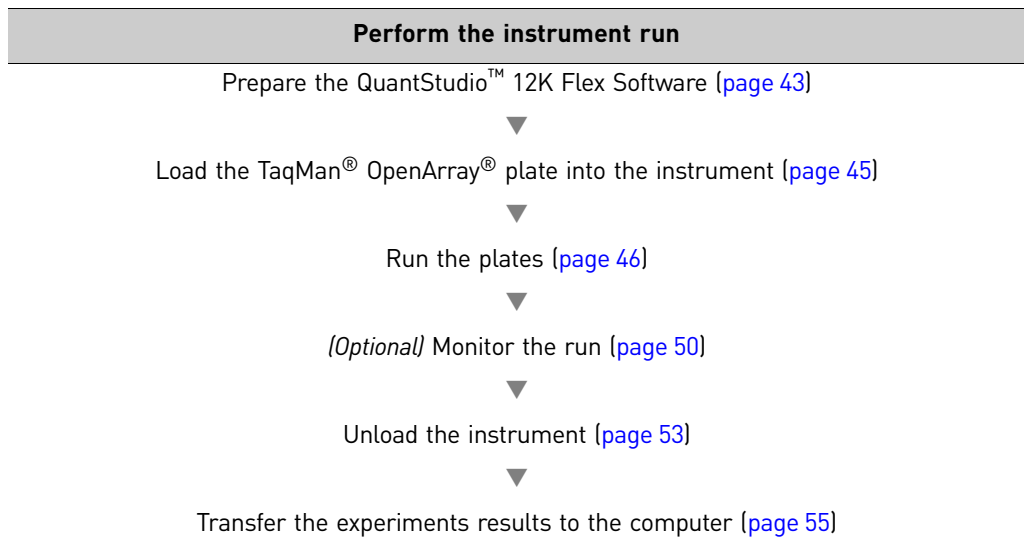 Perform the instrument run
Prepare the QuantStudio™ 12K Flex Software (page 43)
Load the TaqMan® OpenArray® plate into the instrument (page 45)
Run the plates (page 46)
(Optional) Monitor the run (page 50)
Unload the instrument (page 53)
Transfer the experiments results to the computer (page 55)